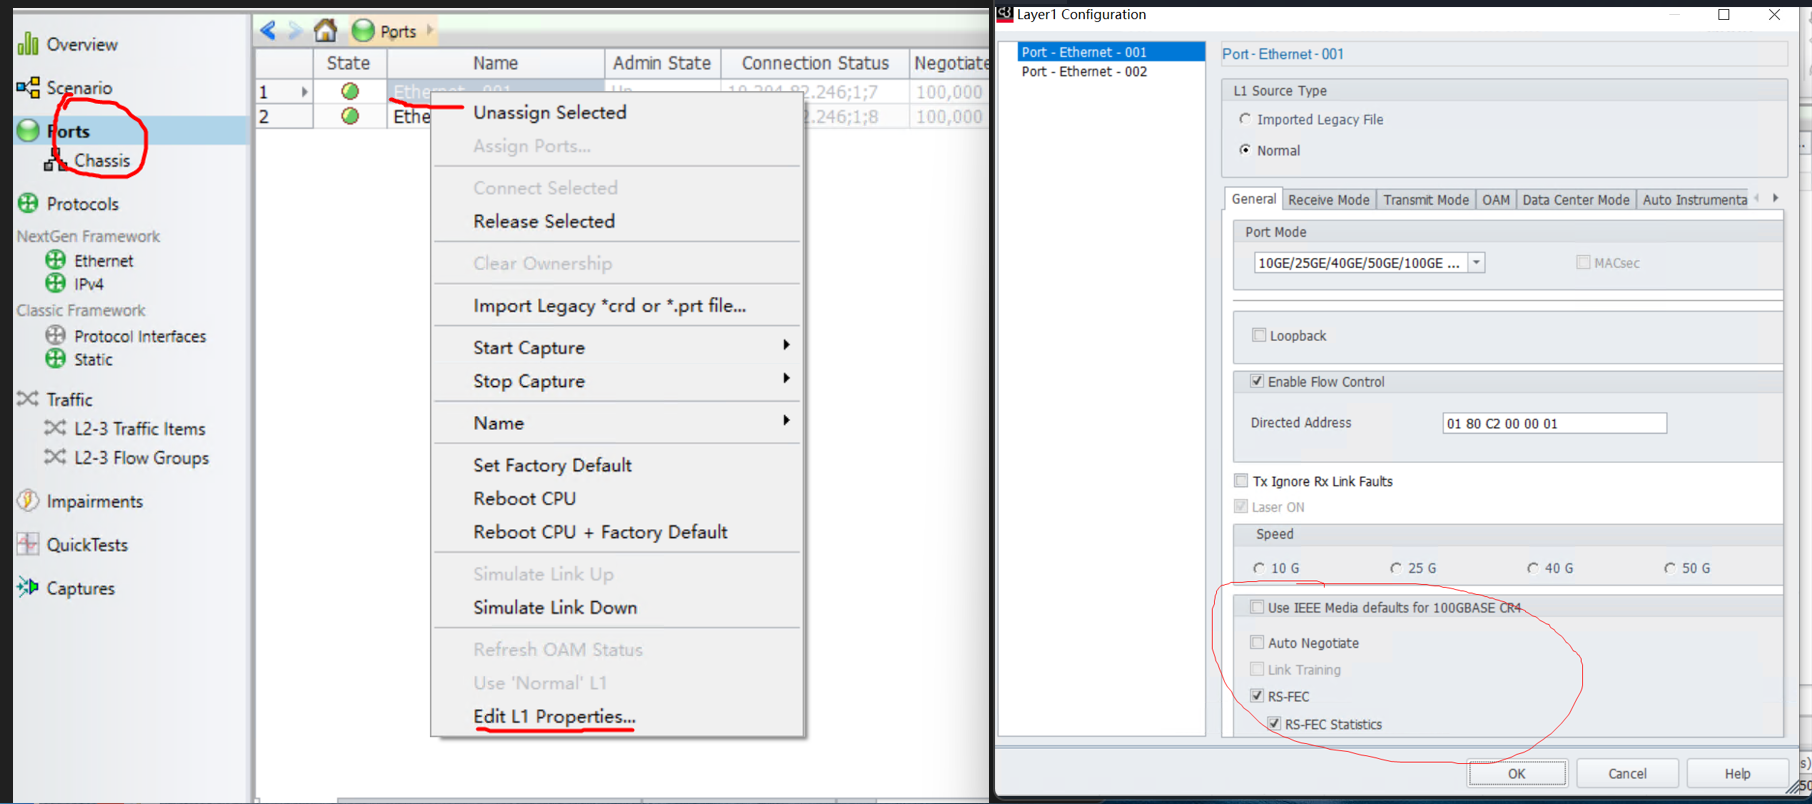 Overview
Scenario
Ports
Chassis
Protocols
NextGen Framework
Ethernet
IPv4
Classic Framework
Protocol Interfaces
Static
Traffic
L2-3 Traffic Items
L2-3 Flow Groups
Impairments
QuickTests
Captures
Ports
State Name Admin State Connection Status Negotiate
1 Ethernet - 001 Up 10.204.82.246;1;7 100,000
2 Ethe 2.246;1;8 100,000
Unassign Selected
Assign Ports...
Connect Selected
Release Selected
Clear Ownership
Import Legacy *crd or *.prt file...
Start Capture
Stop Capture
Name
Set Factory Default
Reboot CPU
Reboot CPU + Factory Default
Simulate Link Up
Simulate Link Down
Refresh OAM Status
Use 'Normal' L1
Edit L1 Properties...
Layer1 Configuration
Port - Ethernet - 001
Port - Ethernet - 002
Port - Ethernet - 001
L1 Source Type
Imported Legacy File
Normal
General Receive Mode Transmit Mode OAM Data Center Mode Auto Instrumenta
Port Mode
10GE/25GE/40GE/50GE/100GE ... MACsec
Loopback
Enable Flow Control
Directed Address 01 80 C2 00 00 01
Tx Ignore Rx Link Faults
Laser ON
Speed
10 G 25 G 40 G 50 G
Use IEEE Media defaults for 100GBASE CR4
Auto Negotiate
Link Training
RS-FEC
RS-FEC Statistics
OK Cancel Help